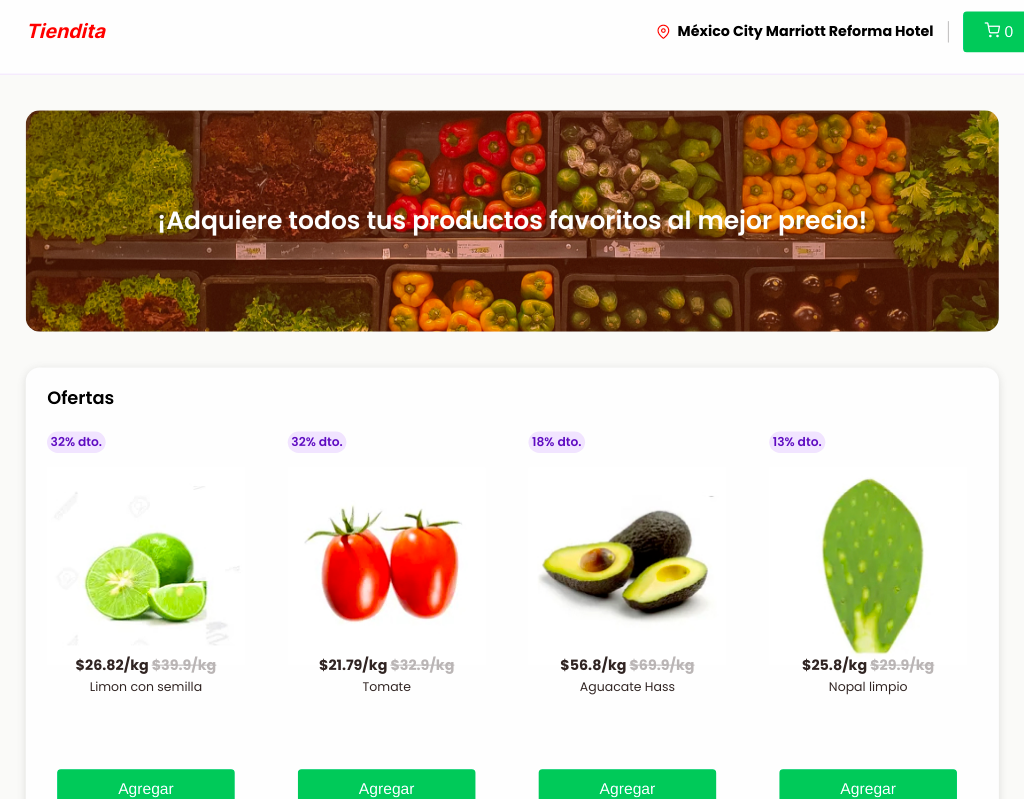 Tiendita
México City Marriott Reforma Hotel
0
¡Adquiere todos tus productos favoritos al mejor precio!
Ofertas
32% dto.
32% dto.
18% dto.
13% dto.
$26.82/kg $39.9/kg
$21.79/kg $32.9/kg
$56.8/kg $69.9/kg
$25.8/kg $29.9/kg
Limon con semilla
Tomate
Aguacate Hass
Nopal limpio
Agregar
Agregar
Agregar
Agregar